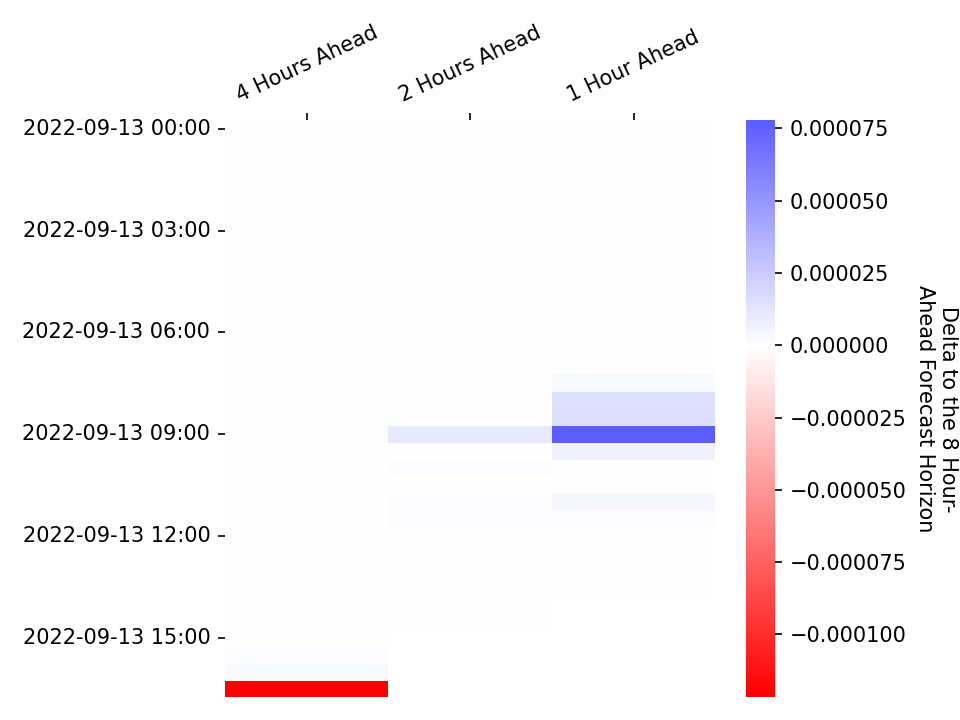 4 Hours Ahead
2 Hours Ahead
1 Hour Ahead
2022-09-13 00:00
2022-09-13 03:00
2022-09-13 06:00
2022-09-13 09:00
2022-09-13 12:00
2022-09-13 15:00
0.000075
0.000050
0.000025
0.000000
−0.000025
−0.000050
−0.000075
−0.000100
Delta to the 8 Hour-
Ahead Forecast Horizon